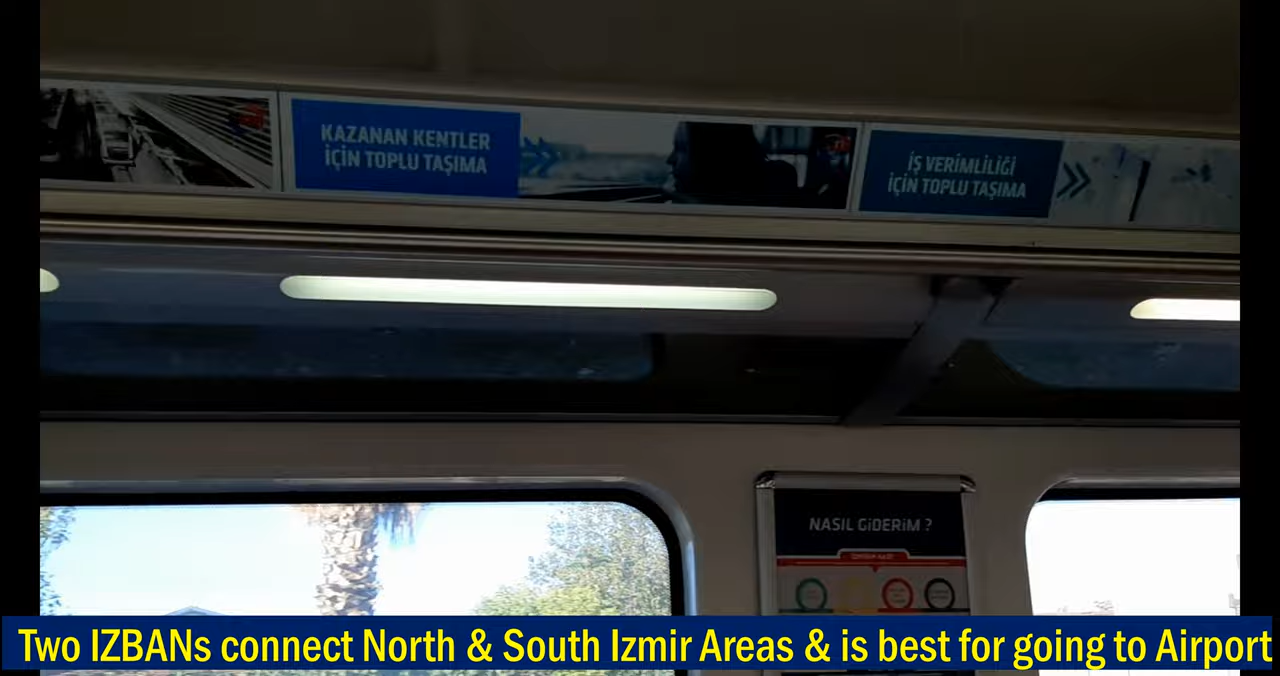 KAZANAN KENTLER
İÇİN TOPLU TAŞIMA
İŞ VERİMLİLİĞİ
İÇİN TOPLU TAŞIMA
NASIL GİDERİM ?
Two IZBANs connect North & South Izmir Areas & is best for going to Airport